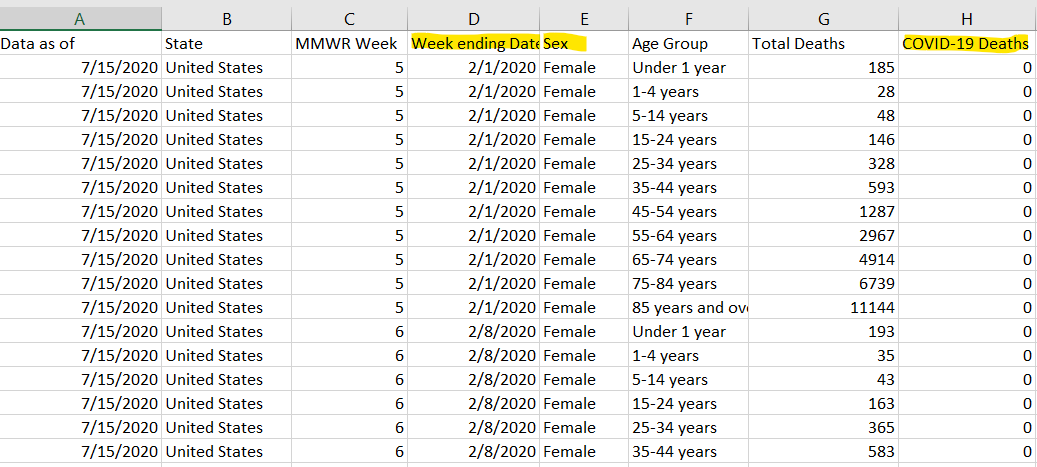 A B C D E F G H
Data as of State MMWR Week Week ending Date Sex Age Group Total Deaths COVID-19 Deaths
7/15/2020 United States 5 2/1/2020 Female Under 1 year 185 0
7/15/2020 United States 5 2/1/2020 Female 1-4 years 28 0
7/15/2020 United States 5 2/1/2020 Female 5-14 years 48 0
7/15/2020 United States 5 2/1/2020 Female 15-24 years 146 0
7/15/2020 United States 5 2/1/2020 Female 25-34 years 328 0
7/15/2020 United States 5 2/1/2020 Female 35-44 years 593 0
7/15/2020 United States 5 2/1/2020 Female 45-54 years 1287 0
7/15/2020 United States 5 2/1/2020 Female 55-64 years 2967 0
7/15/2020 United States 5 2/1/2020 Female 65-74 years 4914 0
7/15/2020 United States 5 2/1/2020 Female 75-84 years 6739 0
7/15/2020 United States 5 2/1/2020 Female 85 years and ov 11144 0
7/15/2020 United States 6 2/8/2020 Female Under 1 year 193 0
7/15/2020 United States 6 2/8/2020 Female 1-4 years 35 0
7/15/2020 United States 6 2/8/2020 Female 5-14 years 43 0
7/15/2020 United States 6 2/8/2020 Female 15-24 years 163 0
7/15/2020 United States 6 2/8/2020 Female 25-34 years 365 0
7/15/2020 United States 6 2/8/2020 Female 35-44 years 583 0